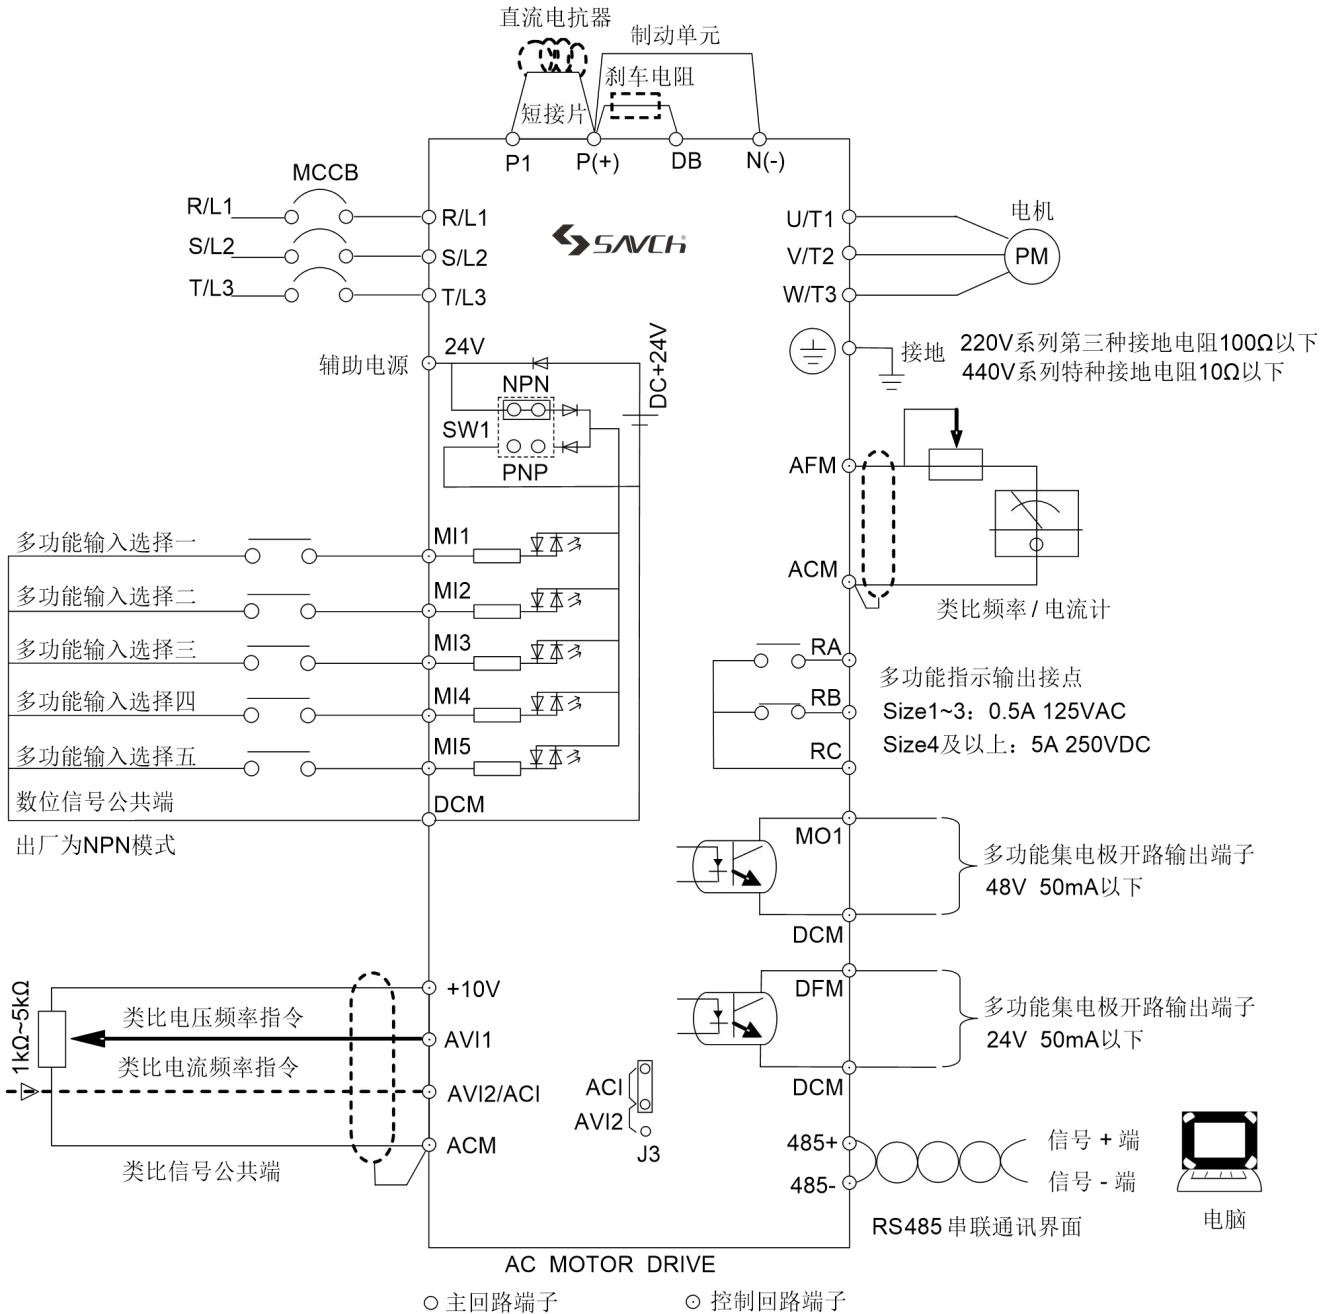 直流电抗器
制动单元
刹车电阻
短接片
P1
P(+)
DB
N(-)
MCCB
R/L1
R/L1
S/L2
S/L2
T/L3
T/L3
SAVCH
U/T1
V/T2
W/T3
电机
PM
辅助电源
24V
DC+24V
NPN
SW1
PNP
接地
220V系列第三种接地电阻100Ω以下
440V系列特种接地电阻10Ω以下
AFM
ACM
类比频率 / 电流计
多功能输入选择一
MI1
多功能输入选择二
MI2
多功能输入选择三
MI3
多功能输入选择四
MI4
多功能输入选择五
MI5
数位信号公共端
DCM
出厂为NPN模式
RA
RB
RC
多功能指示输出接点
Size1~3：0.5A 125VAC
Size4及以上：5A 250VDC
MO1
DCM
多功能集电极开路输出端子
48V 50mA以下
DFM
DCM
多功能集电极开路输出端子
24V 50mA以下
1kΩ~5kΩ
+10V
类比电压频率指令
AVI1
类比电流频率指令
AVI2/ACI
ACM
类比信号公共端
ACI
AVI2
J3
485+
485-
信号 + 端
信号 - 端
RS485 串联通讯界面
电脑
AC MOTOR DRIVE
主回路端子
控制回路端子